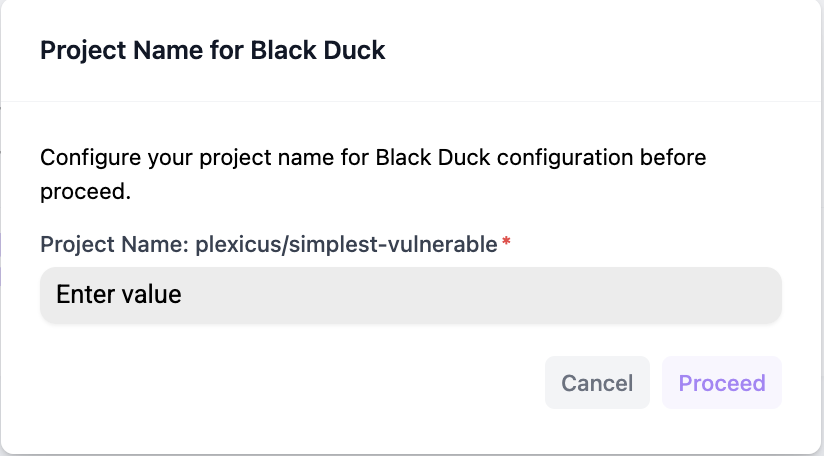 Project Name for Black Duck
Configure your project name for Black Duck configuration before
proceed.
Project Name: plexicus/simplest-vulnerable *
Enter value
Cancel Proceed